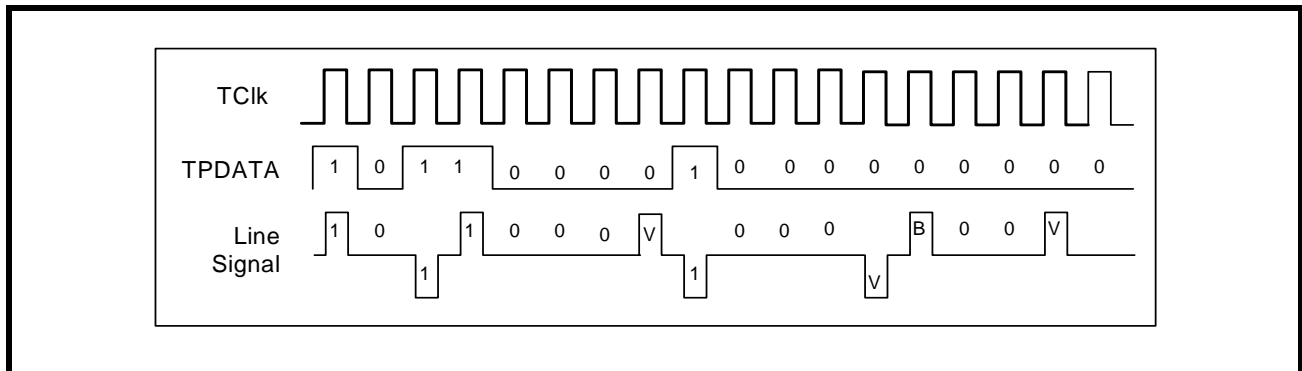 TClk
TPDATA 1 0 1 1 0 0 0 0 1 0 0 0 0 0 0 0 0 0
Line Signal 1 0 1 1 0 0 0 V 1 0 0 0 V B 0 0 V